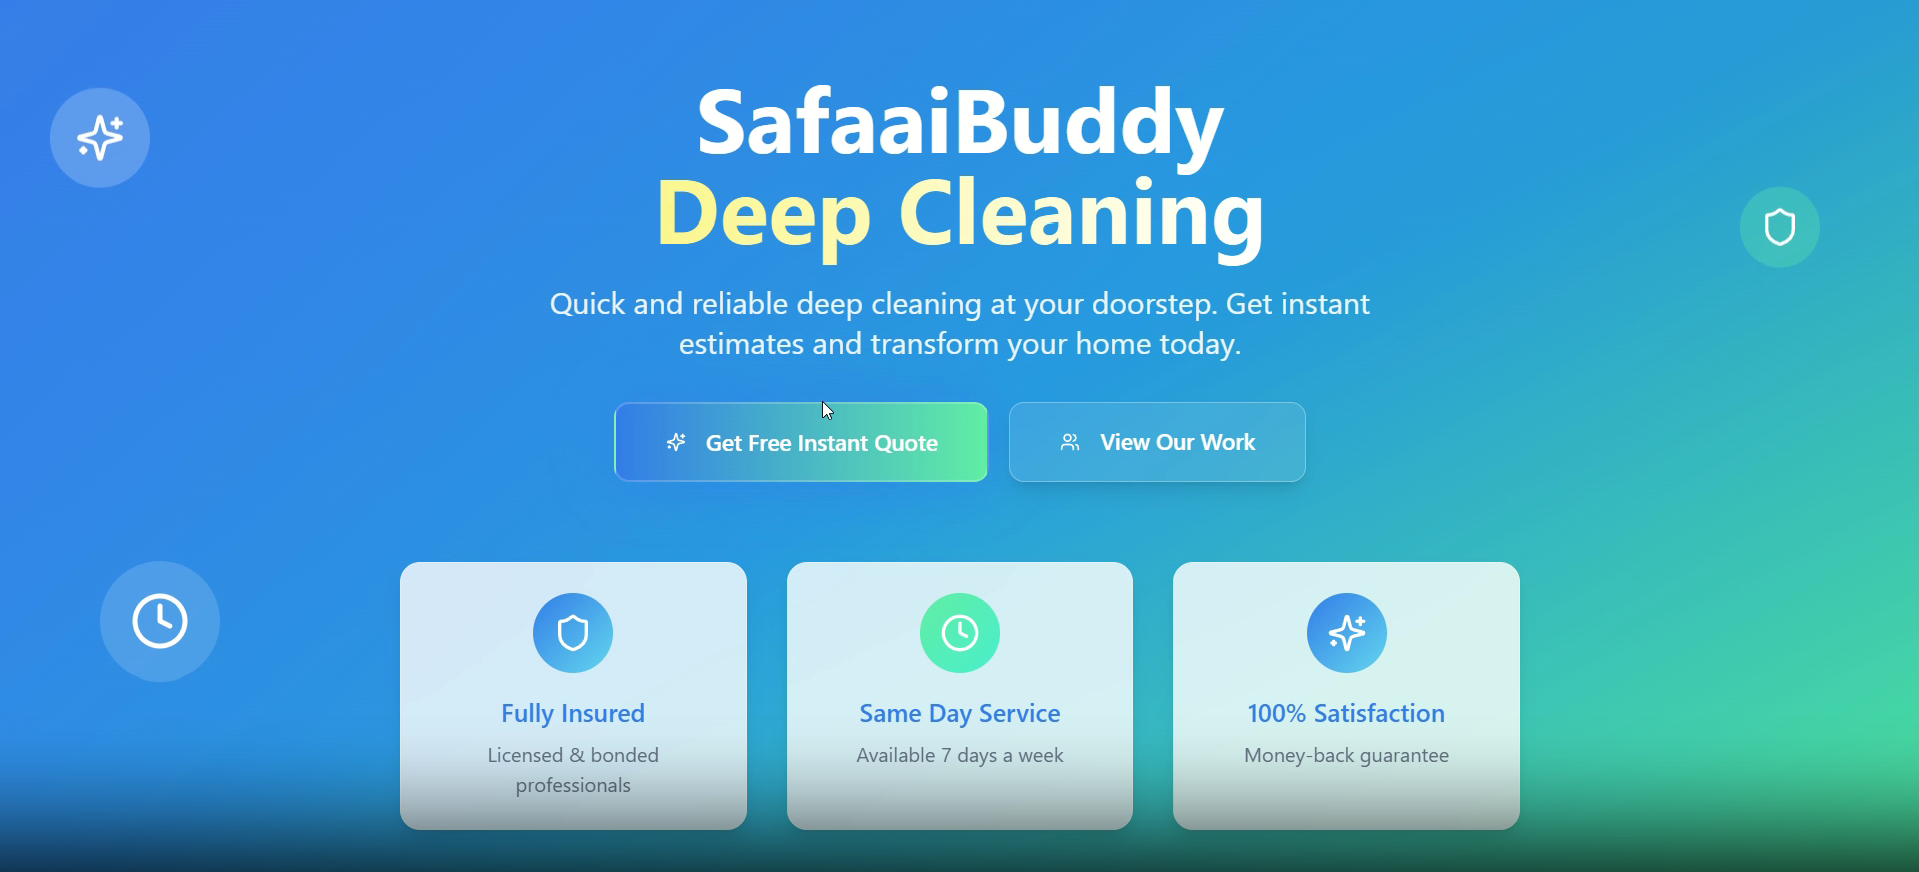 SafaaiBuddy
Deep Cleaning
Quick and reliable deep cleaning at your doorstep. Get instant
estimates and transform your home today.
Get Free Instant Quote
View Our Work
Fully Insured
Licensed & bonded
professionals
Same Day Service
Available 7 days a week
100% Satisfaction
Money-back guarantee